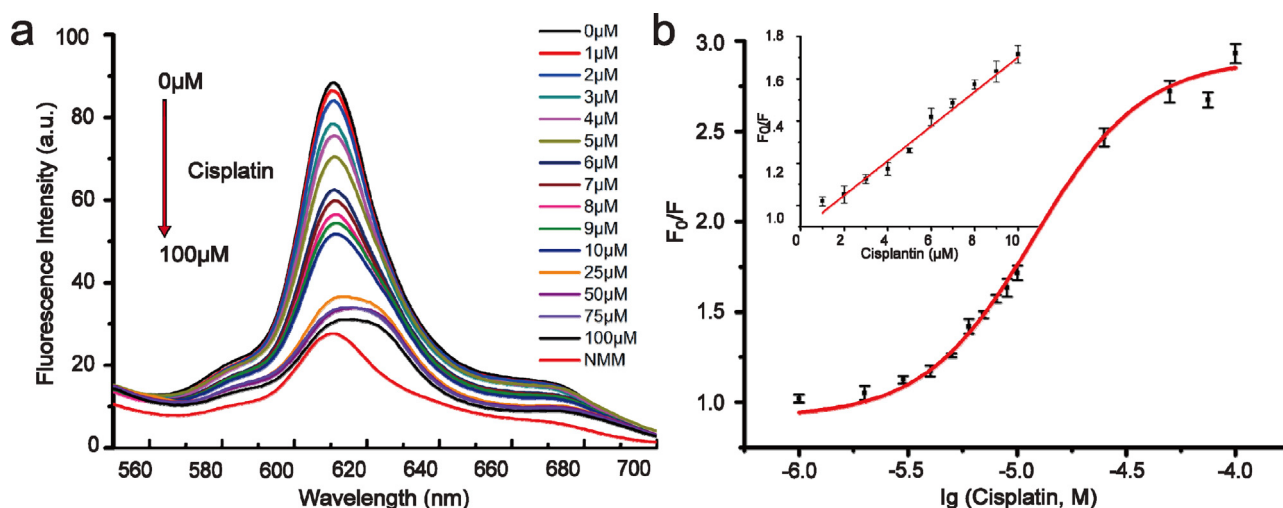 a
100
80
60
40
20
0
Fluorescence Intensity (a.u.)
0µM
Cisplatin
100µM
560 580 600 620 640 660 680 700
Wavelength (nm)
0µM
1µM
2µM
3µM
4µM
5µM
6µM
7µM
8µM
9µM
10µM
25µM
50µM
75µM
100µM
NMM
b
3.0
2.5
2.0
1.5
1.0
F0/F
-6.0 -5.5 -5.0 -4.5 -4.0
lg (Cisplatin, M)
1.8
1.6
1.4
1.2
1.0
F0/F
0 2 4 6 8 10
Cisplantin (µM)